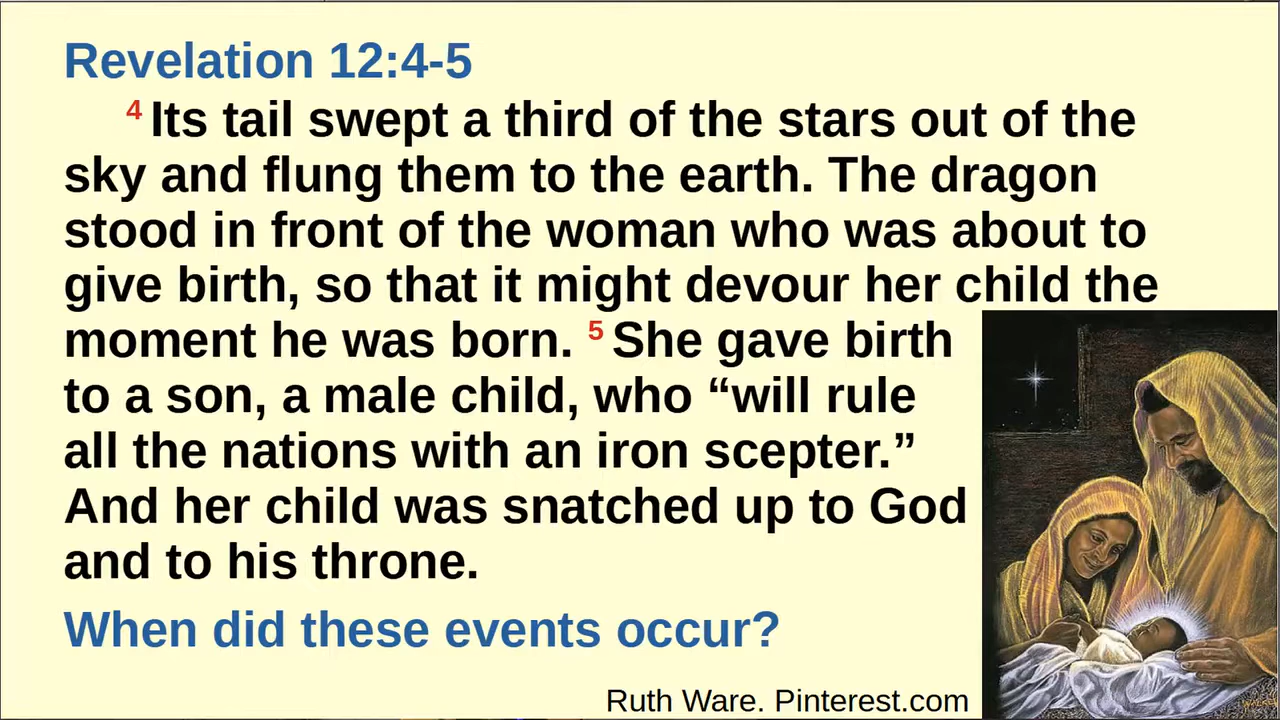 Revelation 12:4-5
4 Its tail swept a third of the stars out of the
sky and flung them to the earth. The dragon
stood in front of the woman who was about to
give birth, so that it might devour her child the
moment he was born. 5 She gave birth
to a son, a male child, who “will rule
all the nations with an iron scepter.”
And her child was snatched up to God
and to his throne.
When did these events occur?
Ruth Ware. Pinterest.com